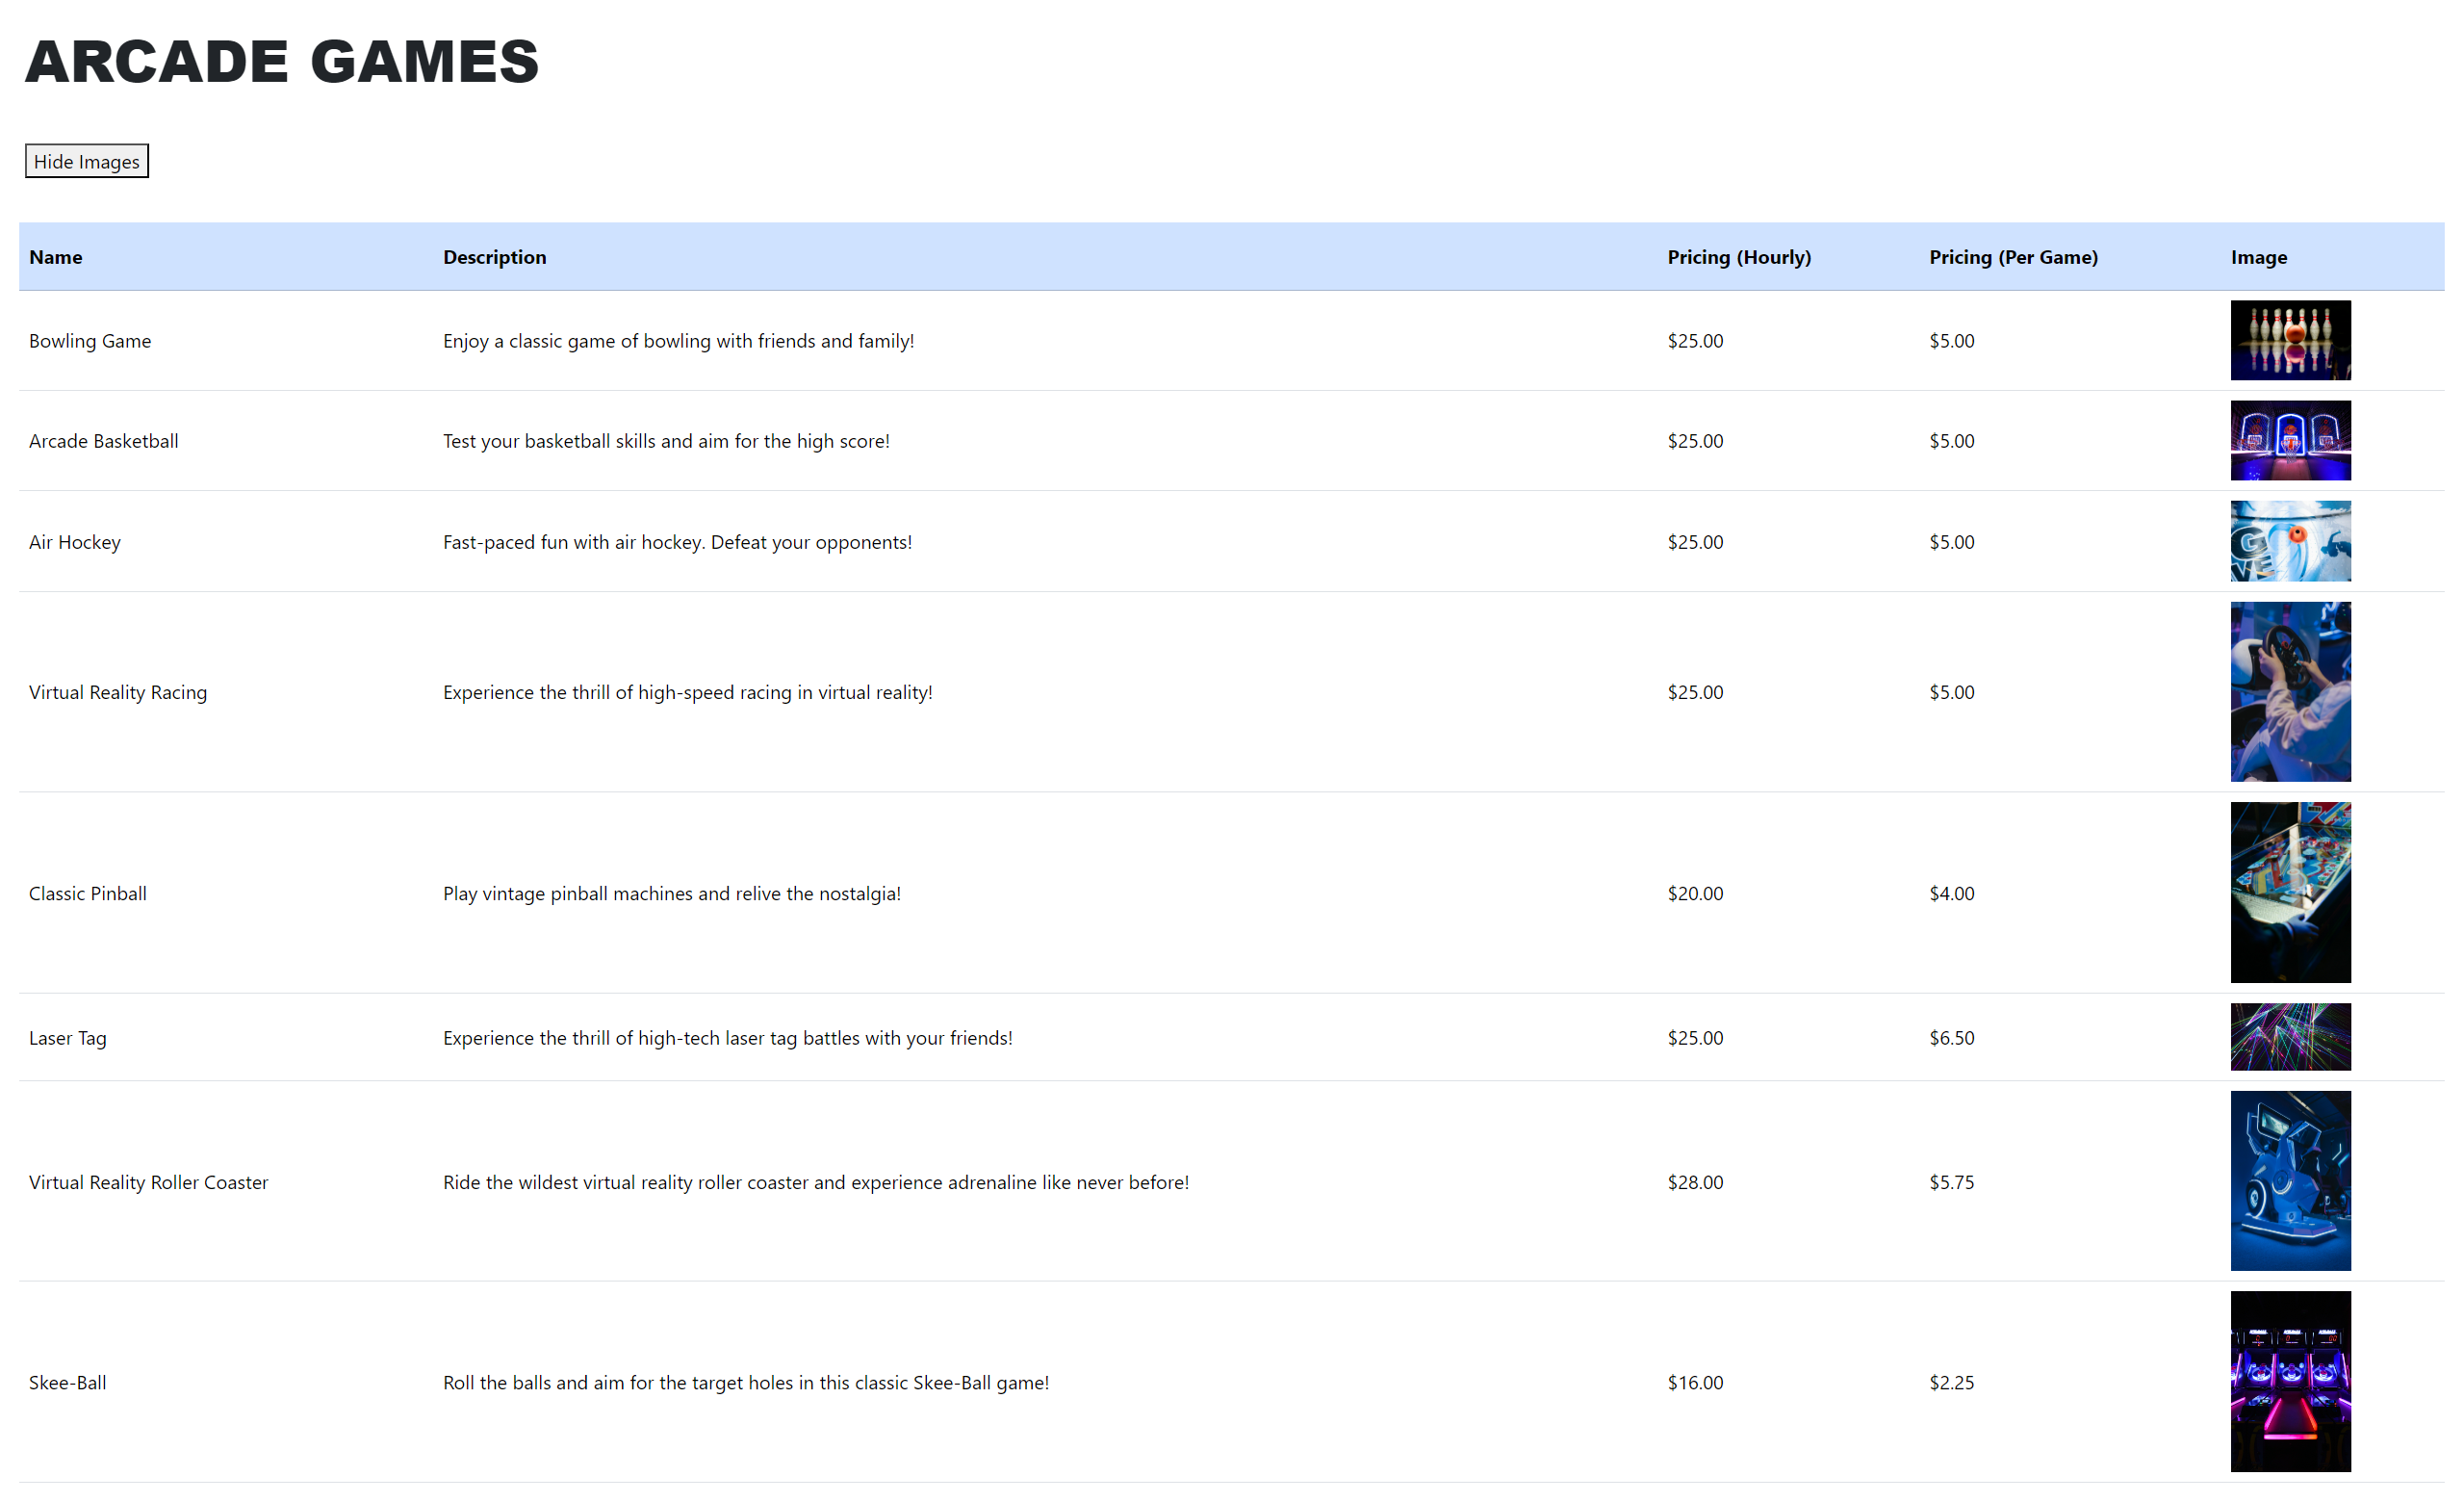 ARCADE GAMES
Hide Images
Name Description Pricing (Hourly) Pricing (Per Game) Image
Bowling Game Enjoy a classic game of bowling with friends and family! $25.00 $5.00
Arcade Basketball Test your basketball skills and aim for the high score! $25.00 $5.00
Air Hockey Fast-paced fun with air hockey. Defeat your opponents! $25.00 $5.00
Virtual Reality Racing Experience the thrill of high-speed racing in virtual reality! $25.00 $5.00
Classic Pinball Play vintage pinball machines and relive the nostalgia! $20.00 $4.00
Laser Tag Experience the thrill of high-tech laser tag battles with your friends! $25.00 $6.50
Virtual Reality Roller Coaster Ride the wildest virtual reality roller coaster and experience adrenaline like never before! $28.00 $5.75
Skee-Ball Roll the balls and aim for the target holes in this classic Skee-Ball game! $16.00 $2.25